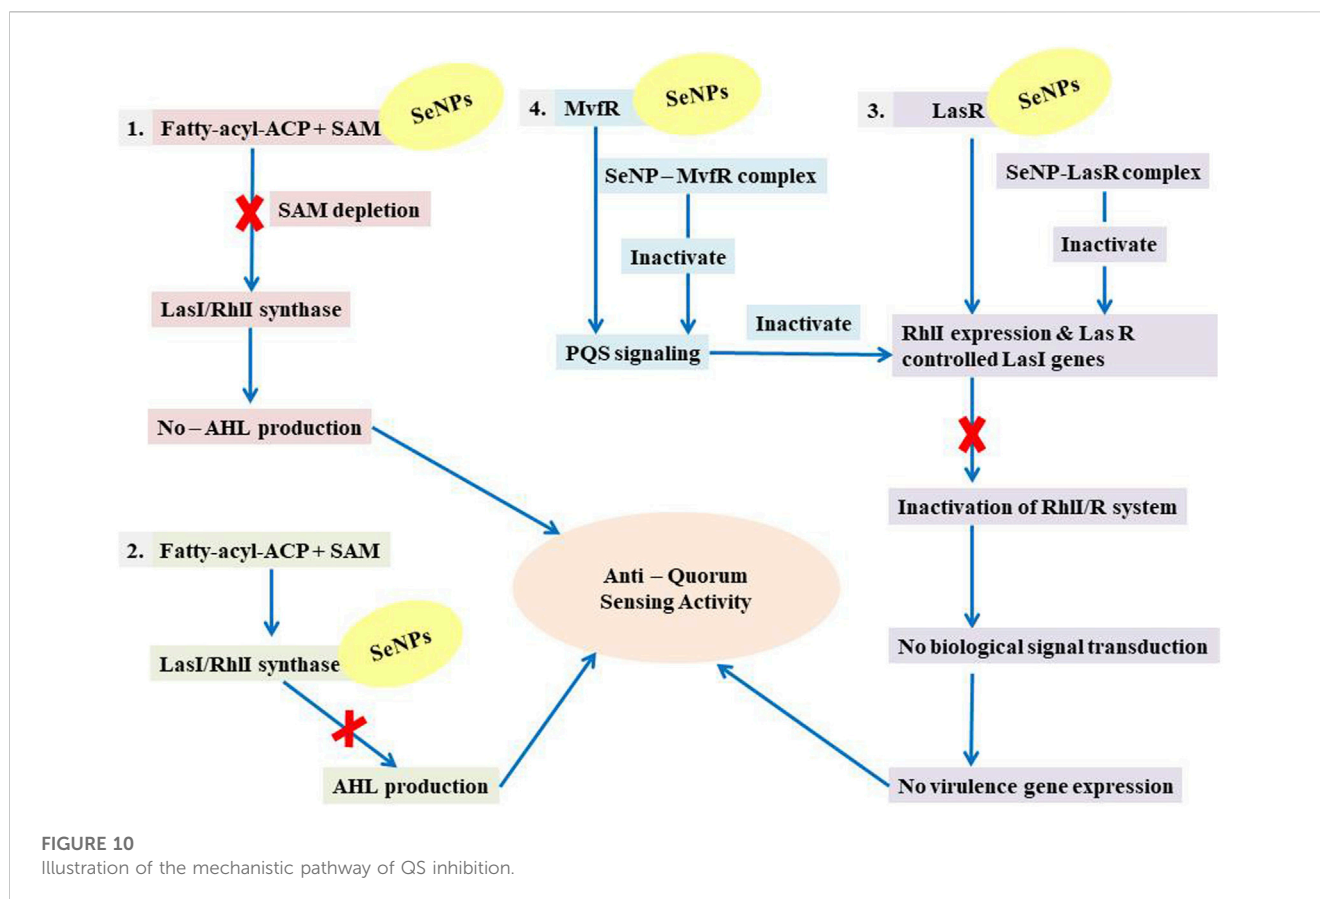 1. Fatty-acyl-ACP + SAM
SeNPs
SAM depletion
LasI/RhlI synthase
No – AHL production
2. Fatty-acyl-ACP + SAM
LasI/RhlI synthase
SeNPs
AHL production
4. MvfR
SeNPs
SeNP – MvfR complex
Inactivate
PQS signaling
Inactivate
3. LasR
SeNPs
SeNP-LasR complex
Inactivate
RhlI expression & Las R
controlled LasI genes
Inactivation of RhlI/R system
No biological signal transduction
No virulence gene expression
Anti – Quorum
Sensing Activity
FIGURE 10
Illustration of the mechanistic pathway of QS inhibition.